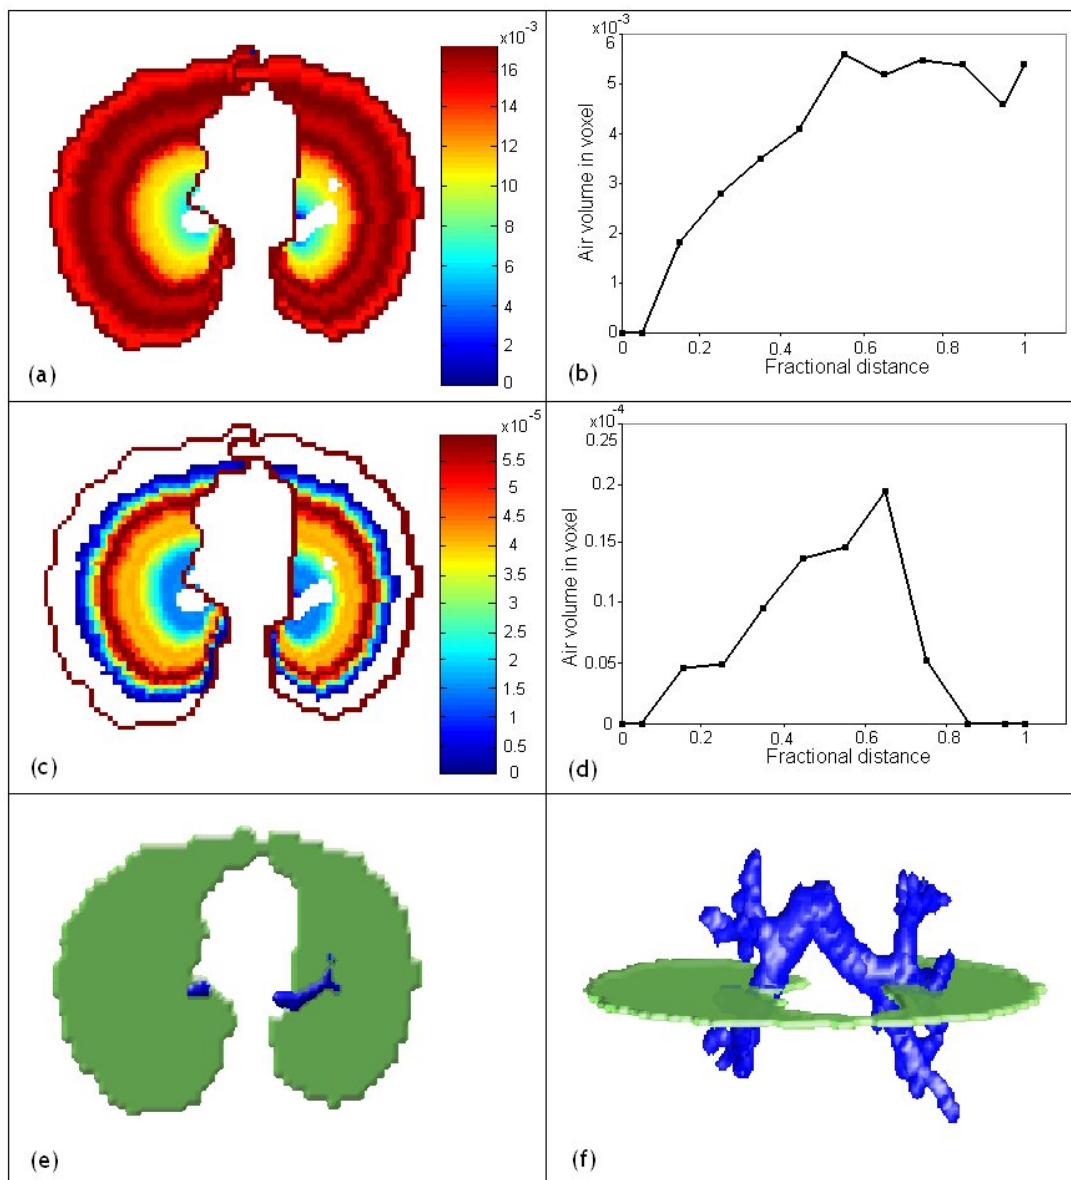 x10-3
16
14
12
10
8
6
4
2
0
(a)
x10-3
6
5
4
3
2
1
0
Air volume in voxel
0 0.2 0.4 0.6 0.8 1
Fractional distance
(b)
x10-5
5.5
5
4.5
4
3.5
3
2.5
2
1.5
1
0.5
0
(c)
x10-4
0.25
0.2
0.15
0.1
0.05
0
Air volume in voxel
0 0.2 0.4 0.6 0.8 1
Fractional distance
(d)
(e)
(f)